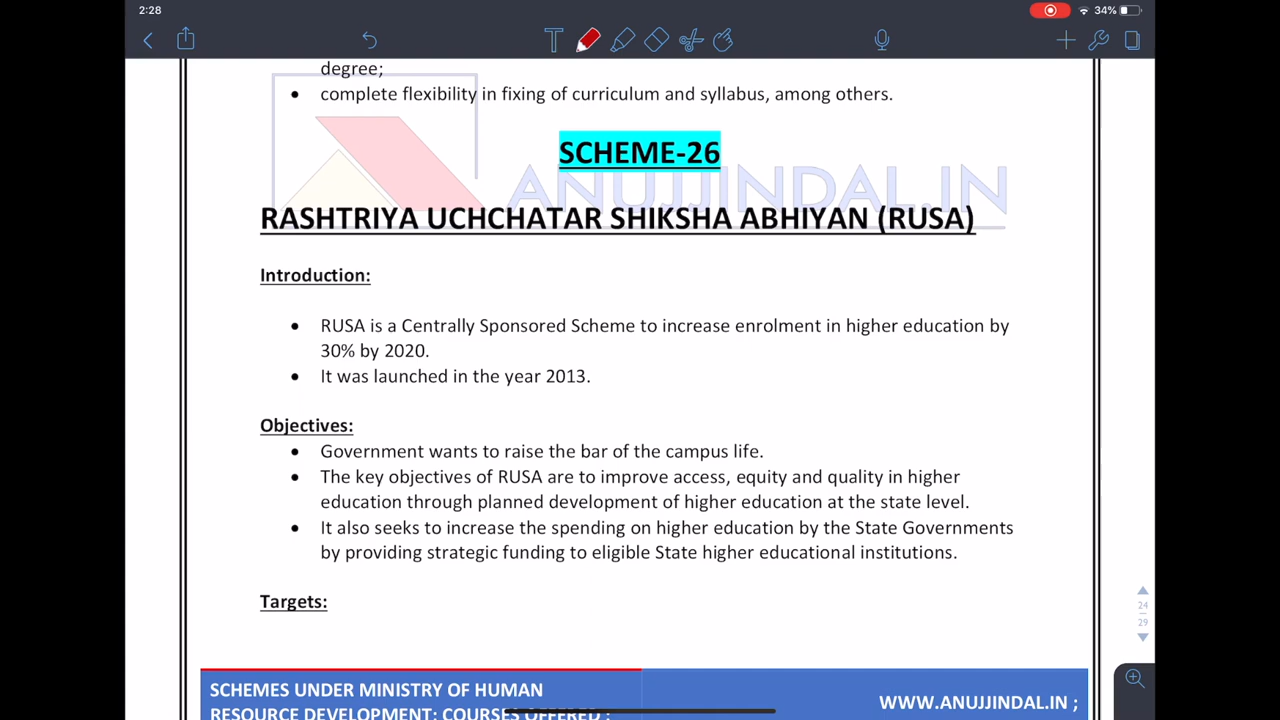 2:28
34%
degree;
• complete flexibility in fixing of curriculum and syllabus, among others.
SCHEME-26
ANUJJINDAL.IN
RASHTRIYA UCHCHATAR SHIKSHA ABHIYAN (RUSA)
Introduction:
• RUSA is a Centrally Sponsored Scheme to increase enrolment in higher education by
30% by 2020.
• It was launched in the year 2013.
Objectives:
• Government wants to raise the bar of the campus life.
• The key objectives of RUSA are to improve access, equity and quality in higher
education through planned development of higher education at the state level.
• It also seeks to increase the spending on higher education by the State Governments
by providing strategic funding to eligible State higher educational institutions.
Targets:
24
29
SCHEMES UNDER MINISTRY OF HUMAN
RESOURCE DEVELOPMENT; COURSES OFFERED :
WWW.ANUJJINDAL.IN ;